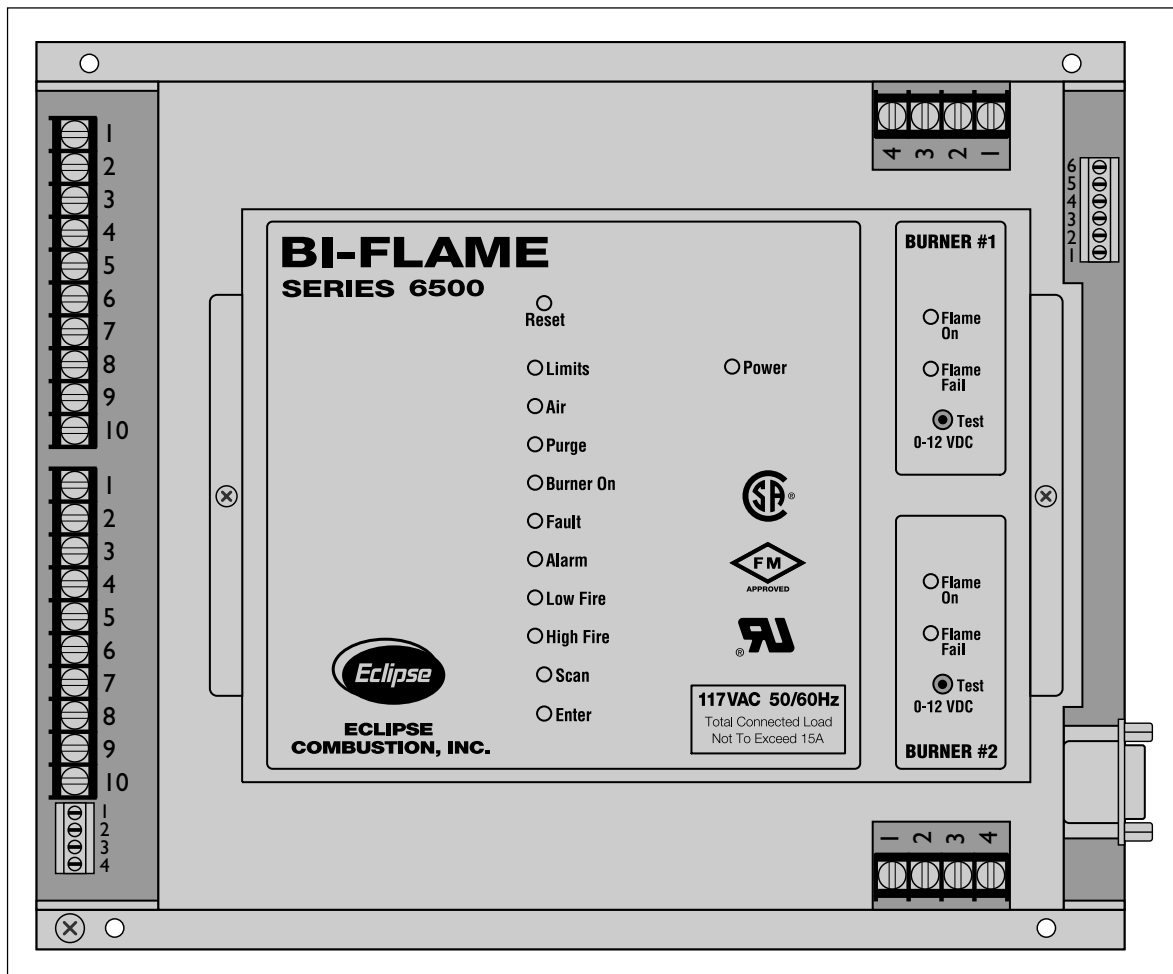 1
2
3
4
5
6
7
8
9
10
1
2
3
4
5
6
7
8
9
10
1
2
3
4
BI-FLAME
SERIES 6500
Reset
Limits
Air
Purge
Burner On
Fault
Alarm
Low Fire
High Fire
Scan
Enter
Power
SA ®
FM
APPROVED
RU ®
Eclipse
ECLIPSE
COMBUSTION, INC.
117VAC 50/60Hz
Total Connected Load
Not To Exceed 15A
4 3 2 1
BURNER #1
Flame
On
Flame
Fail
Test
0-12 VDC
Flame
On
Flame
Fail
Test
0-12 VDC
BURNER #2
1 2 3 4
6
5
4
3
2
1